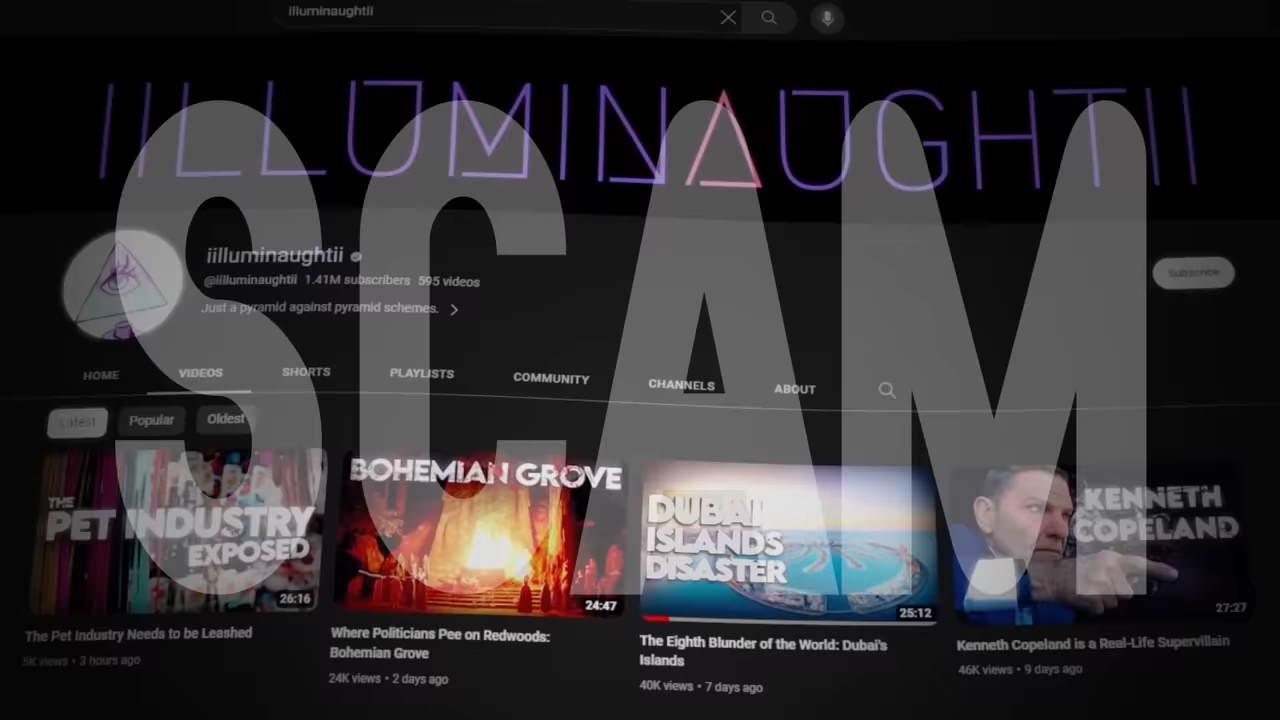 iilluminaughtii
IILLUMINAUGHTII
SCAM
iilluminaughtii
@iilluminaughtii 1.41M subscribers 595 videos
Just a pyramid against pyramid schemes.
Subscribe
HOME VIDEOS SHORTS PLAYLISTS COMMUNITY CHANNELS ABOUT
Latest Popular Oldest
THE
PET INDUSTRY
EXPOSED
26:16
BOHEMIAN GROVE
24:47
DUBAI
ISLANDS
DISASTER
25:12
KENNETH
COPELAND
27:27
The Pet Industry Needs to be Leashed
5K views • 3 hours ago
Where Politicians Pee on Redwoods:
Bohemian Grove
24K views • 2 days ago
The Eighth Blunder of the World: Dubai's
Islands
40K views • 7 days ago
Kenneth Copeland is a Real-Life Supervillain
46K views • 9 days ago